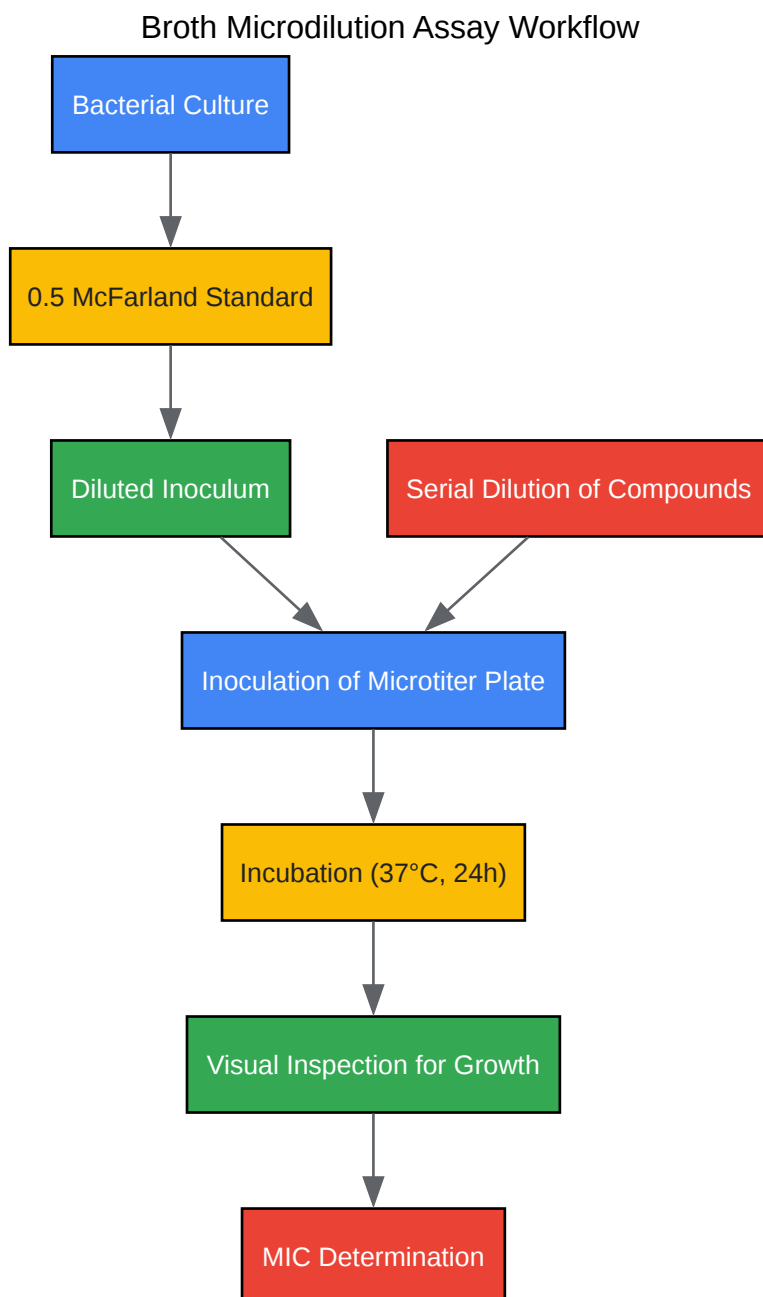 Broth Microdilution Assay Workflow
Bacterial Culture
0.5 McFarland Standard
Diluted Inoculum
Serial Dilution of Compounds
Inoculation of Microtiter Plate
Incubation (37°C, 24h)
Visual Inspection for Growth
MIC Determination